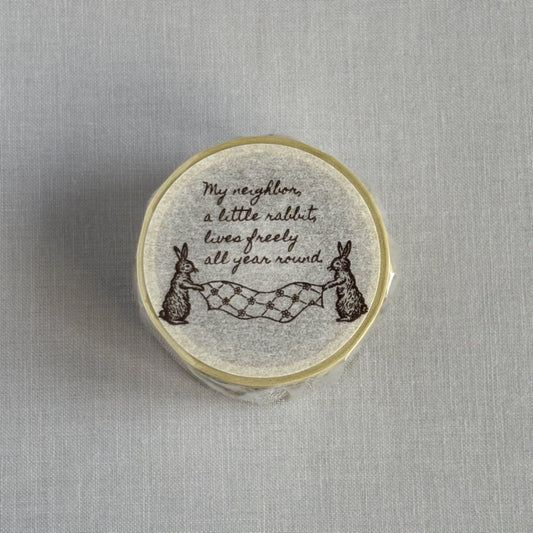 My neighbor,
a little rabbit,
lives freely
all year round.